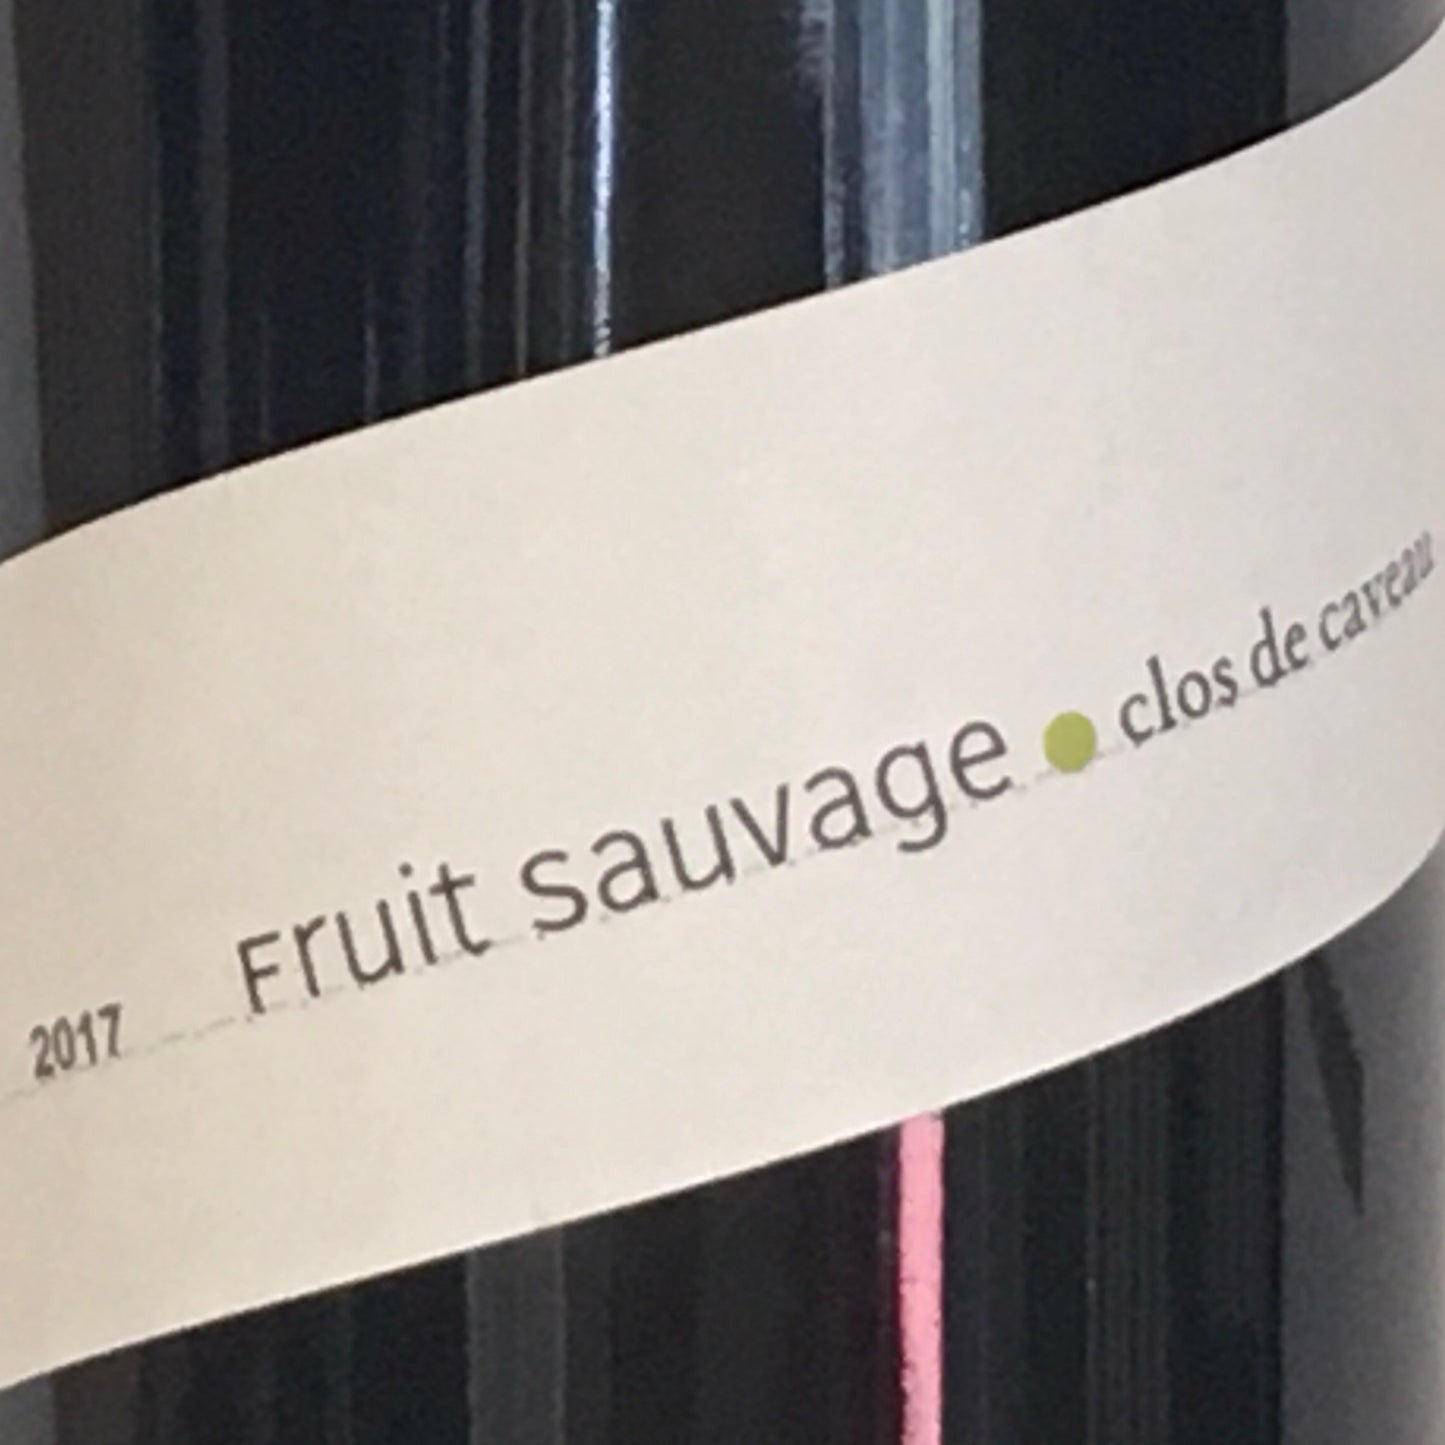 2017 Fruit sauvage • clos de caveau